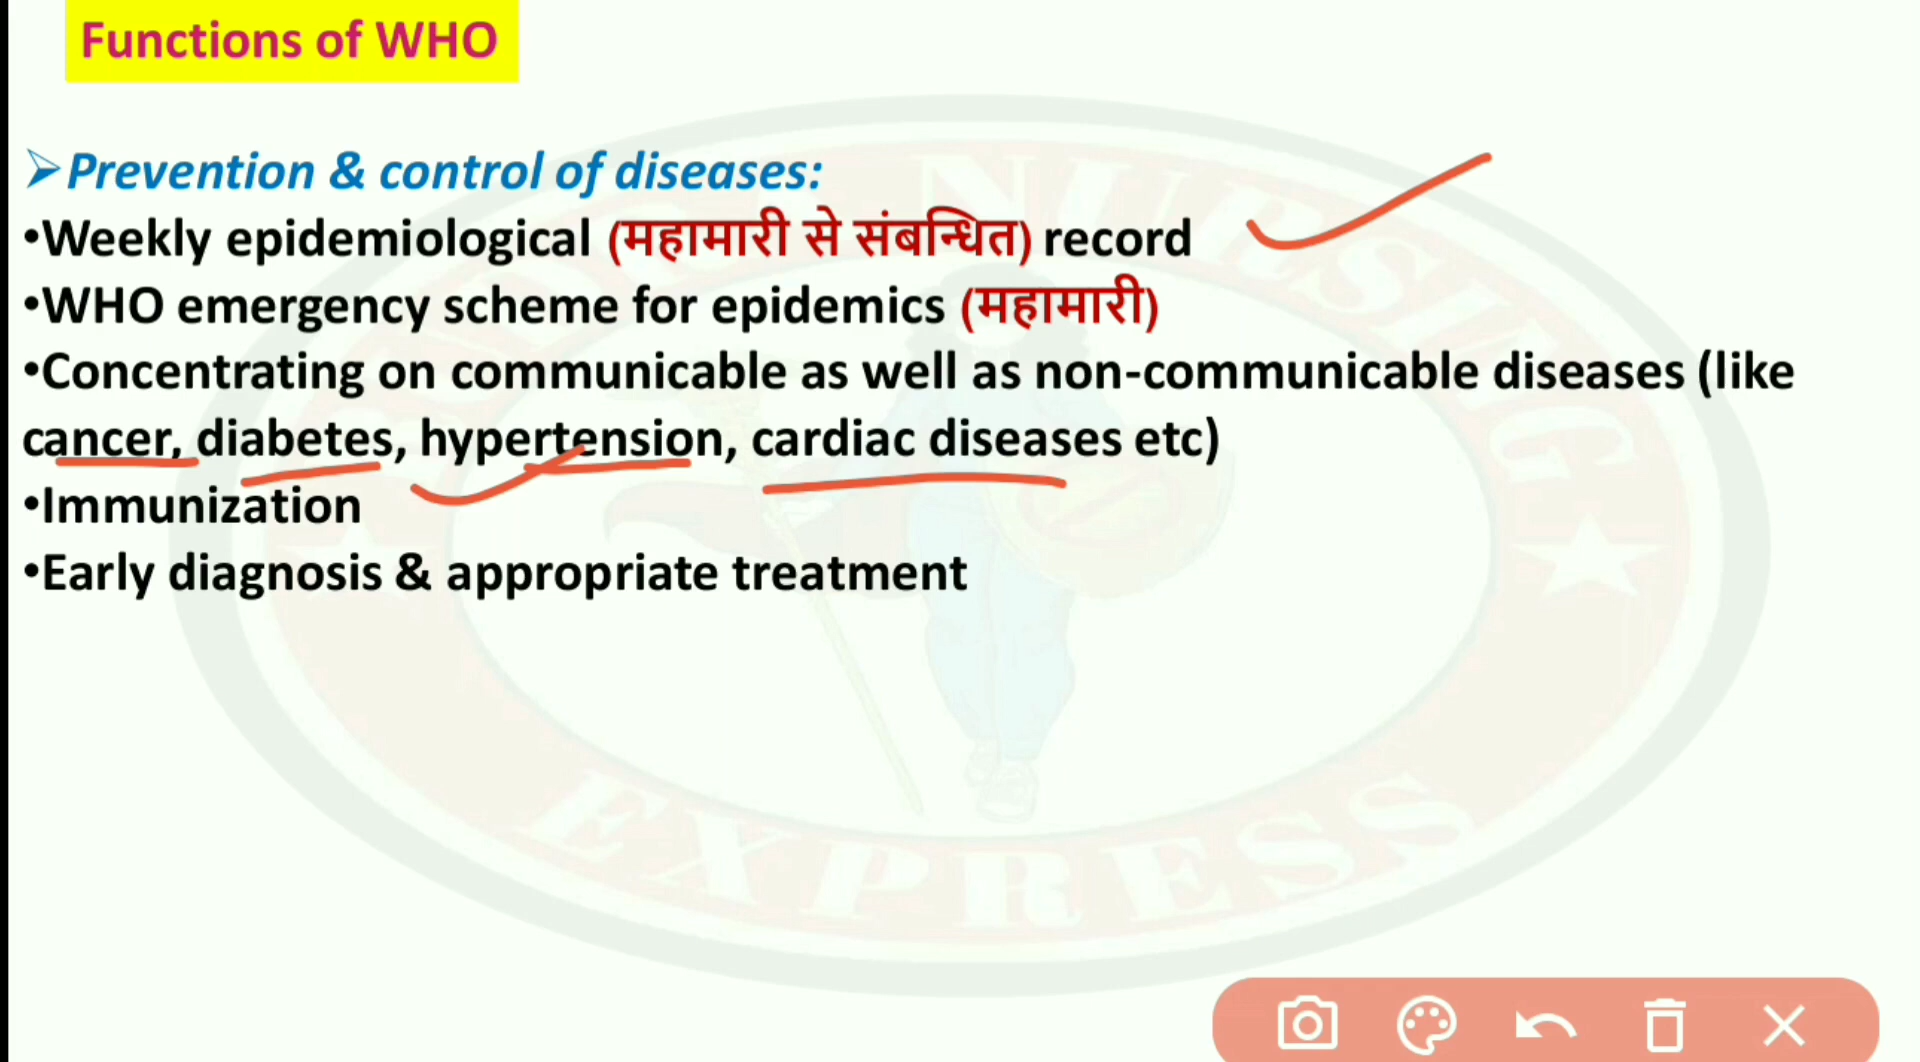 Functions of WHO
➢Prevention & control of diseases:
•Weekly epidemiological (महामारी से संबन्धित) record
•WHO emergency scheme for epidemics (महामारी)
•Concentrating on communicable as well as non-communicable diseases (like
cancer, diabetes, hypertension, cardiac diseases etc)
•Immunization
•Early diagnosis & appropriate treatment
NURSING
EXPRESS